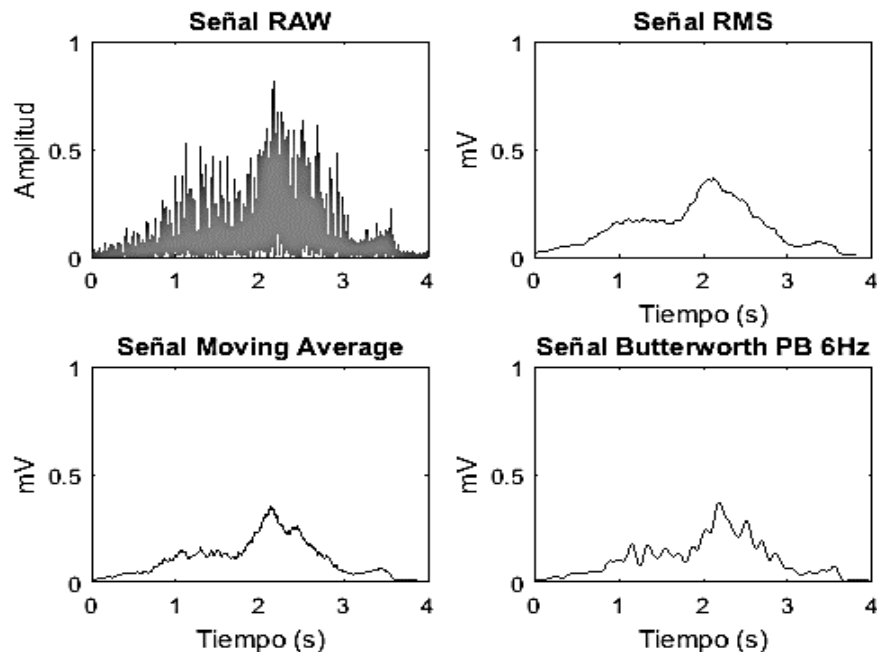 Señal RAW
Amplitud
1
0.5
0
0 1 2 3 4
Señal RMS
mV
1
0.5
0
0 1 2 3 4
Tiempo (s)
Señal Moving Average
mV
1
0.5
0
0 1 2 3 4
Tiempo (s)
Señal Butterworth PB 6Hz
mV
1
0.5
0
0 1 2 3 4
Tiempo (s)